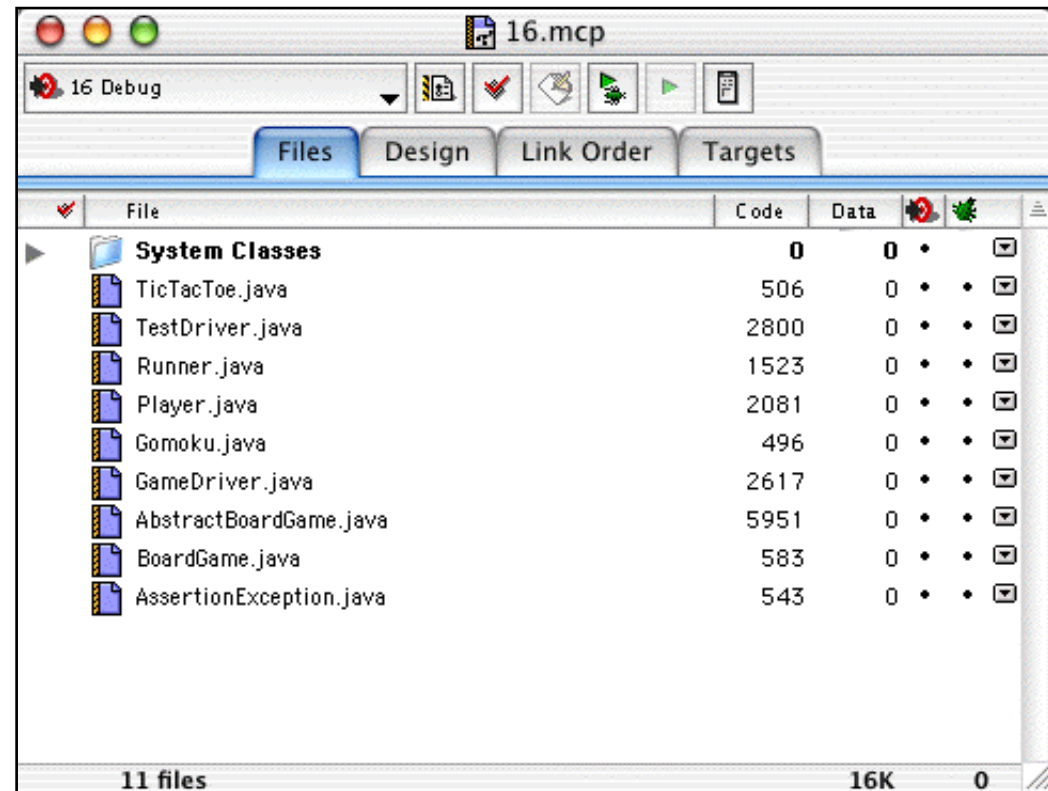 16.mcp
16 Debug
Files Design Link Order Targets
File Code Data
System Classes 0 0
TicTacToe.java 506 0
TestDriver.java 2800 0
Runner.java 1523 0
Player.java 2081 0
Gomoku.java 496 0
GameDriver.java 2617 0
AbstractBoardGame.java 5951 0
BoardGame.java 583 0
AssertionException.java 543 0
11 files 16K 0